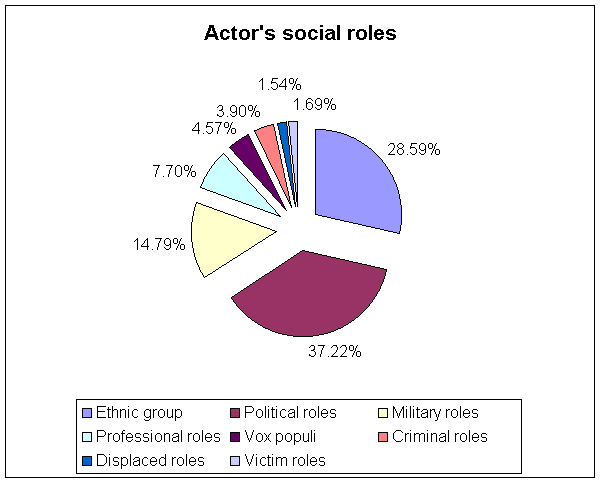 Actor's social roles
1.54%
1.69%
3.90%
4.57%
28.59%
7.70%
14.79%
37.22%
Ethnic group Political roles Military roles
Professional roles Vox populi Criminal roles
Displaced roles Victim roles